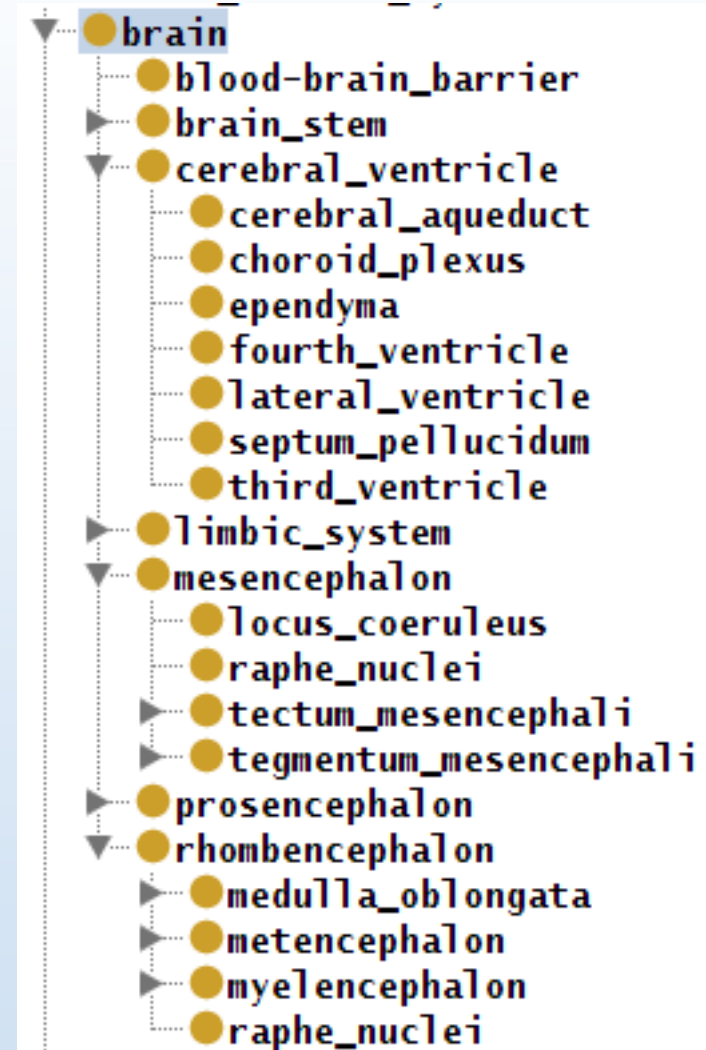 brain
blood-brain_barrier
brain_stem
cerebral_ventricle
cerebral_aqueduct
choroid_plexus
ependyma
fourth_ventricle
lateral_ventricle
septum_pellucidum
third_ventricle
limbic_system
mesencephalon
locus_coeruleus
raphe_nuclei
tectum_mesencephali
tegmentum_mesencephali
prosencephalon
rhombencephalon
medulla_oblongata
metencephalon
myelencephalon
raphe_nuclei